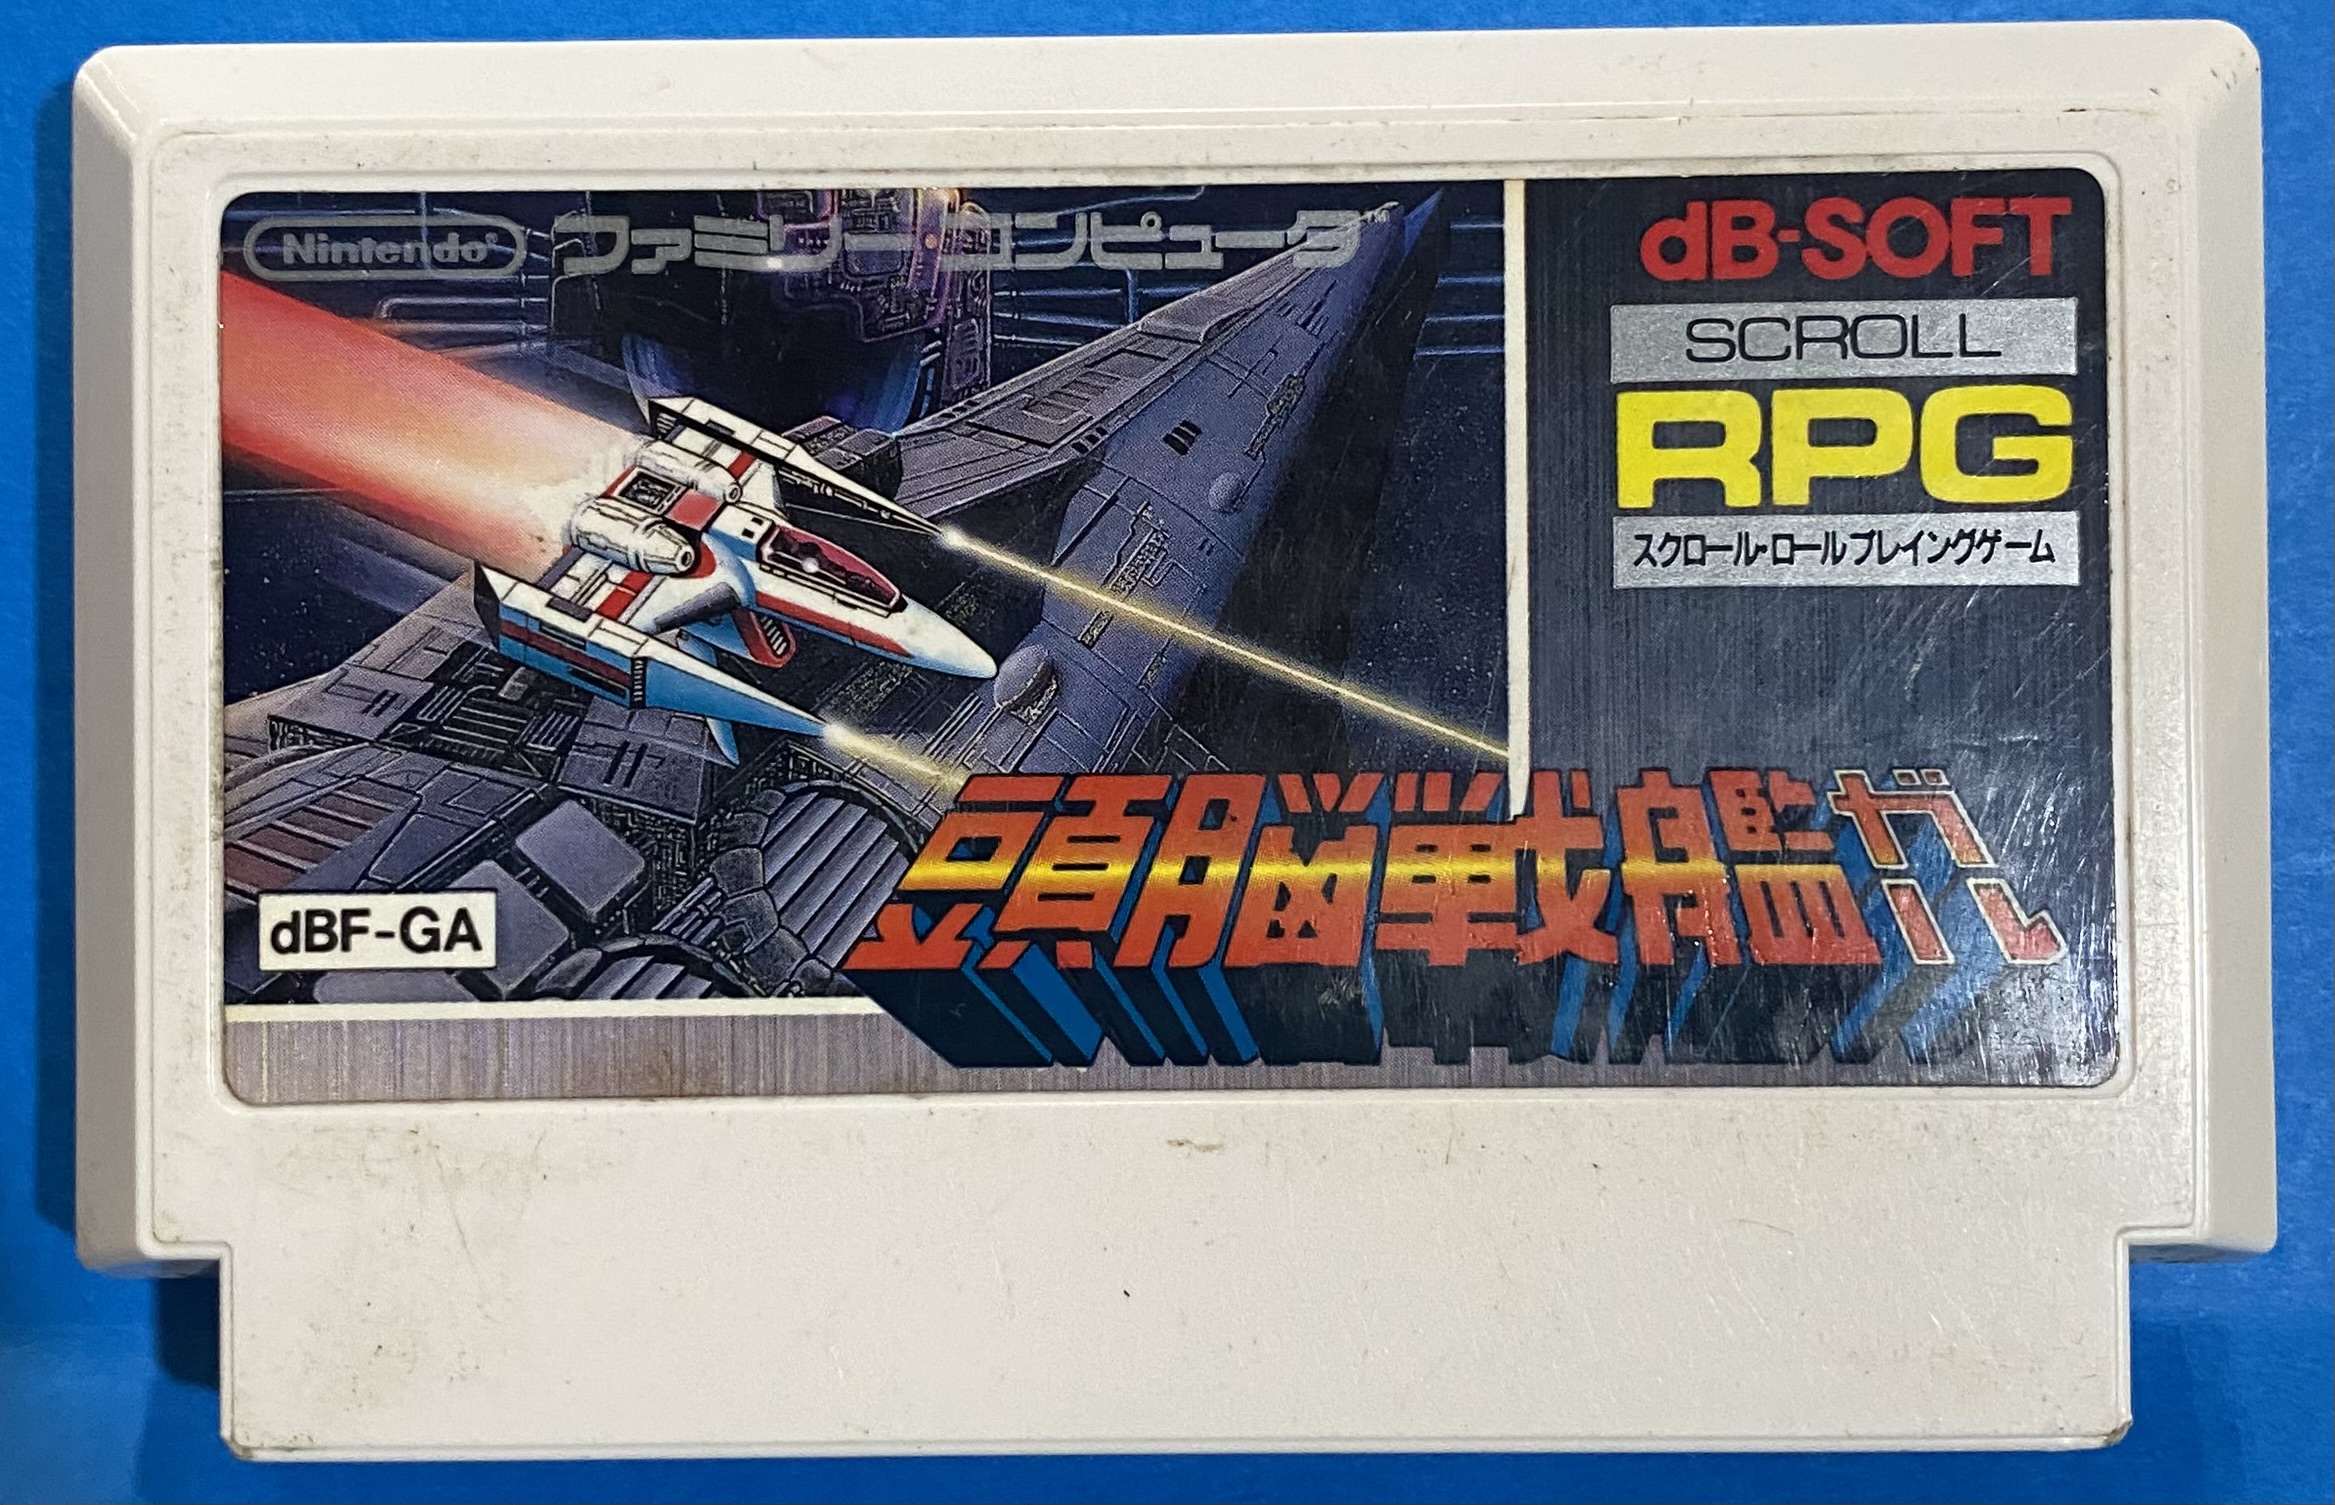 Nintendo® ファミリー コンピュータ™
dB-SOFT
SCROLL
RPG
スクロール・ロールプレイングゲーム
頭脳戦艦ガル
dBF-GA